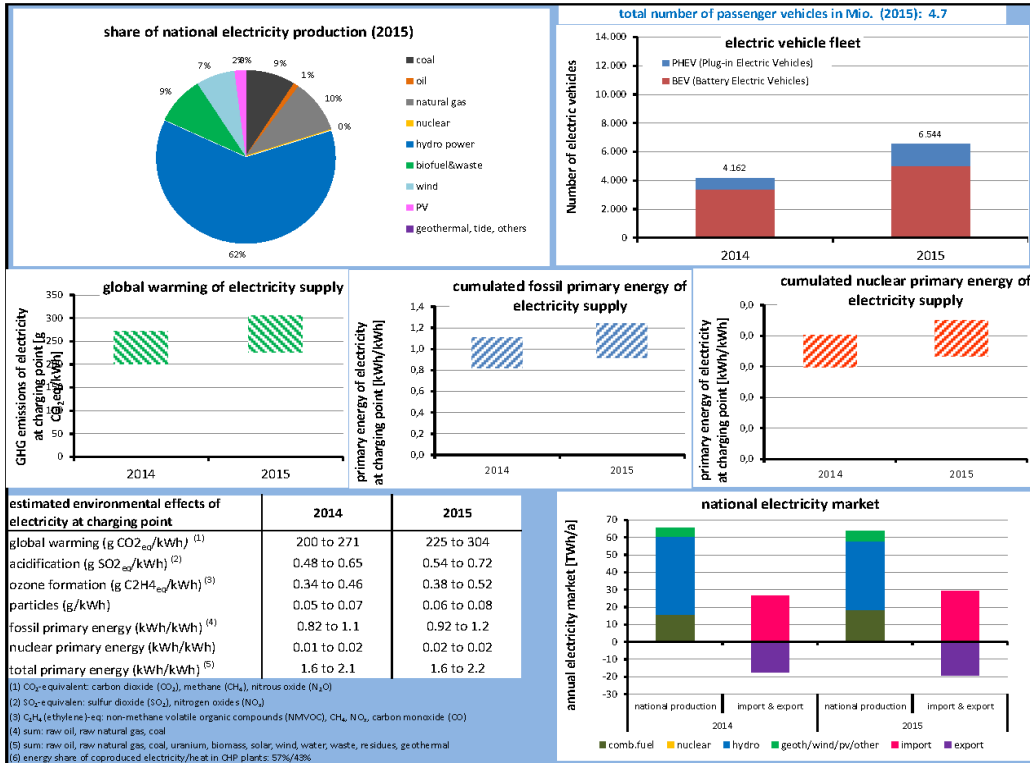 total number of passenger vehicles in Mio. (2015): 4.7
share of national electricity production (2015)
7%
2%
0%
9%
1%
10%
0%
9%
62%
coal
oil
natural gas
nuclear
hydro power
biofuel&waste
wind
PV
geothermal, tide, others
electric vehicle fleet
PHEV (Plug-in Electric Vehicles)
BEV (Battery Electric Vehicles)
Number of electric vehicles
14.000
12.000
10.000
8.000
6.000
4.000
2.000
0
4.162
6.544
2014
2015
global warming of electricity supply
GHG emissions of electricity
at charging point [g
CO2eq/kWh]
350
300
250
200
150
100
50
0
2014
2015
cumulated fossil primary energy of
electricity supply
primary energy of electricity
at charging point [kWh/kWh]
1,4
1,2
1,0
0,8
0,6
0,4
0,2
0,0
2014
2015
cumulated nuclear primary energy of
electricity supply
primary energy of electricity
at charging point [kWh/kWh]
0,0
0,0
0,0
0,0
0,0
0,0
2014
2015
estimated environmental effects of
electricity at charging point
2014
2015
global warming (g CO2eq/kWh) (1) 200 to 271 225 to 304
acidification (g SO2eq/kWh) (2) 0.48 to 0.65 0.54 to 0.72
ozone formation (g C2H4eq/kWh) (3) 0.34 to 0.46 0.38 to 0.52
particles (g/kWh) 0.05 to 0.07 0.06 to 0.08
fossil primary energy (kWh/kWh) (4) 0.82 to 1.1 0.92 to 1.2
nuclear primary energy (kWh/kWh) 0.01 to 0.02 0.02 to 0.02
total primary energy (kWh/kWh) (5) 1.6 to 2.1 1.6 to 2.2
(1) CO2-equivalent: carbon dioxide (CO2), methane (CH4), nitrous oxide (N2O)
(2) SO2-equivalen: sulfur dioxide (SO2), nitrogen oxides (NOx)
(3) C2H4 (ethylene)-eq: non-methane volatile organic compounds (NMVOC), CH4, NOx, carbon monoxide (CO)
(4) sum: raw oil, raw natural gas, coal
(5) sum: raw oil, raw natural gas, coal, uranium, biomass, solar, wind, water, waste, residues, geothermal
(6) energy share of coproduced electricity/heat in CHP plants: 57%/43%
national electricity market
annual electricity market [TWh/a]
70
60
50
40
30
20
10
0
-10
-20
-30
national production
import & export
national production
import & export
2014
2015
comb.fuel
nuclear
hydro
geoth/wind/pv/other
import
export